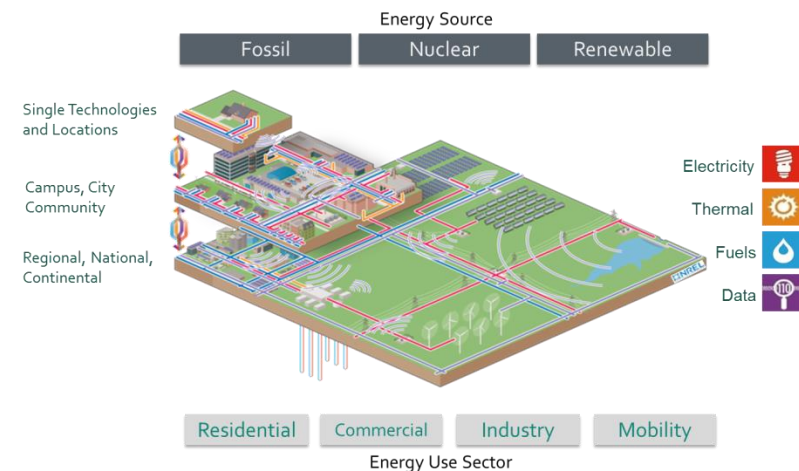 Energy Source
Fossil
Nuclear
Renewable
Single Technologies
and Locations
Campus, City
Community
Regional, National,
Continental
Electricity
Thermal
Fuels
Data
NREL
Residential
Commercial
Industry
Mobility
Energy Use Sector